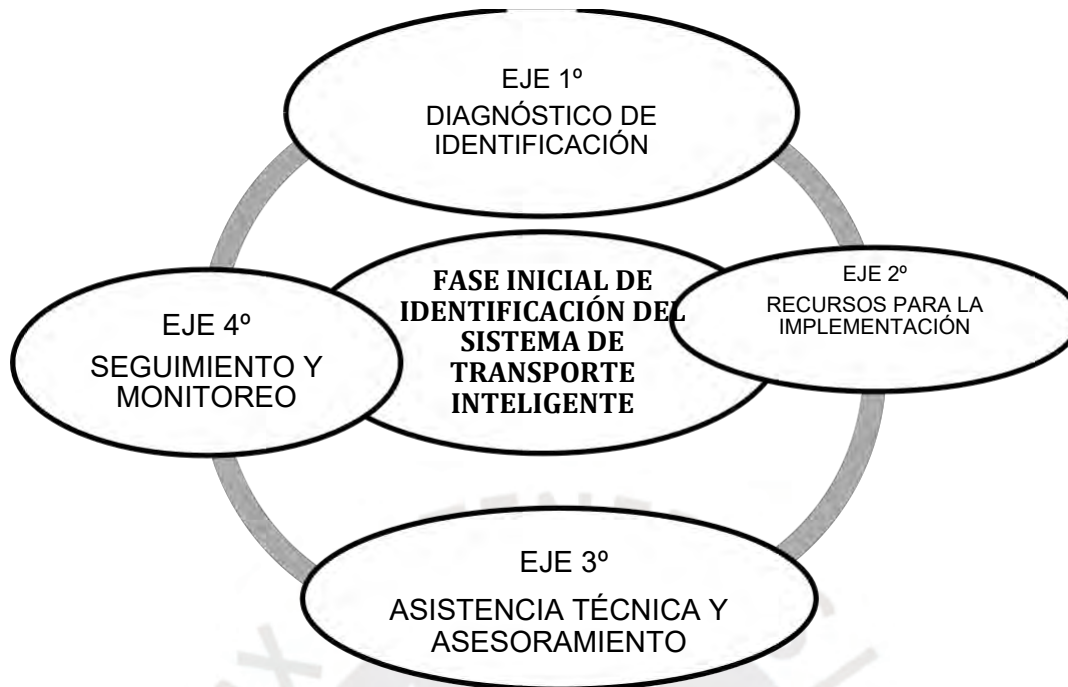 EJE 1º
DIAGNÓSTICO DE
IDENTIFICACIÓN
FASE INICIAL DE
IDENTIFICACIÓN DEL
SISTEMA DE
TRANSPORTE
INTELIGENTE
EJE 2º
RECURSOS PARA LA
IMPLEMENTACIÓN
EJE 4º
SEGUIMIENTO Y
MONITOREO
EJE 3º
ASISTENCIA TÉCNICA Y
ASESORAMIENTO